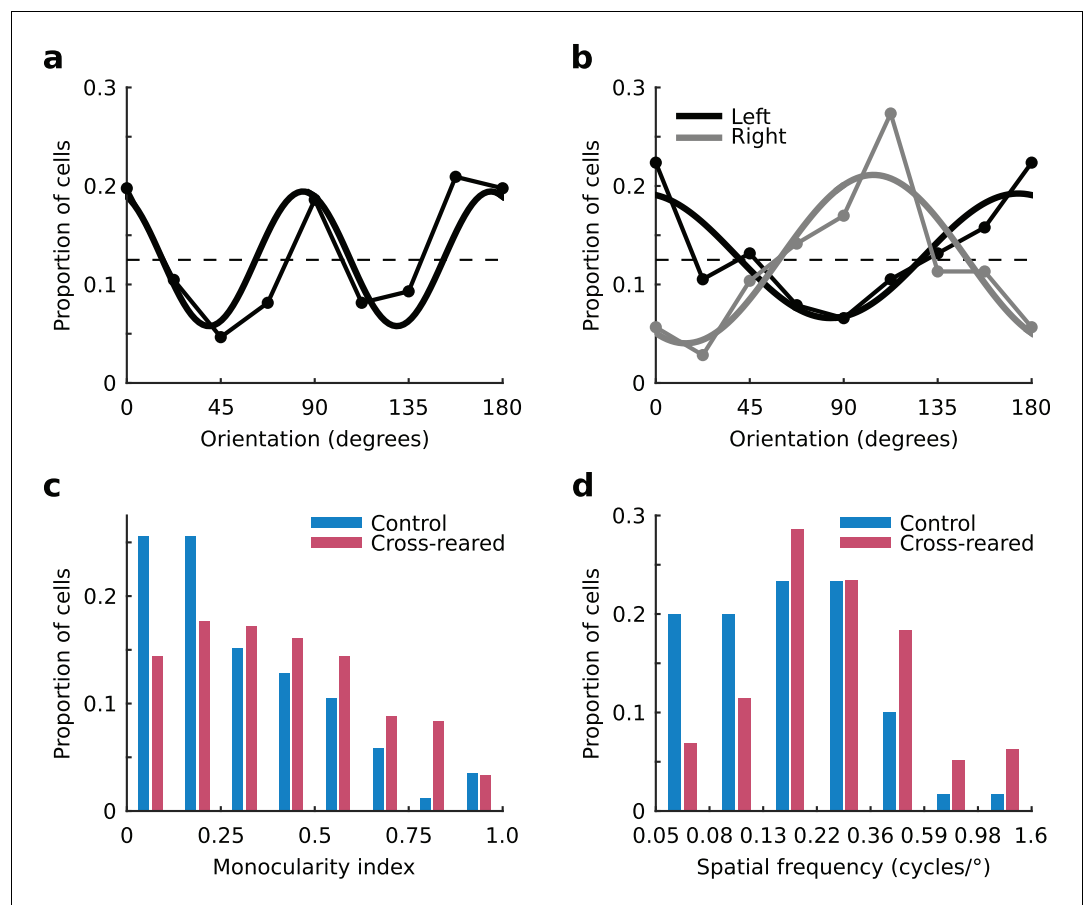 a
0.3
0.2
0.1
0
Proportion of cells
0 45 90 135 180
Orientation (degrees)
b
Left
Right
0.3
0.2
0.1
0
Proportion of cells
0 45 90 135 180
Orientation (degrees)
c
Control
Cross-reared
0.2
0.1
0
Proportion of cells
0 0.25 0.5 0.75 1.0
Monocularity index
d
Control
Cross-reared
0.3
0.2
0.1
0
Proportion of cells
0.05 0.08 0.13 0.22 0.36 0.59 0.98 1.6
Spatial frequency (cycles/°)